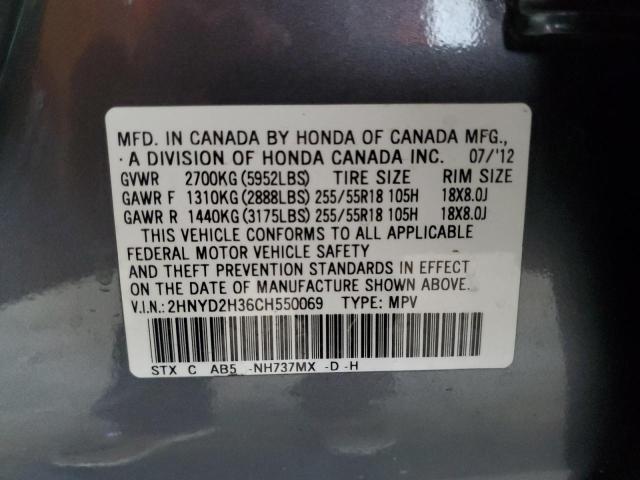 MFD. IN CANADA BY HONDA OF CANADA MFG.,
A DIVISION OF HONDA CANADA INC. 07/'12
GVWR 2700KG (5952LBS) TIRE SIZE RIM SIZE
GAWR F 1310KG (2888LBS) 255/55R18 105H 18X8.0J
GAWR R 1440KG (3175LBS) 255/55R18 105H 18X8.0J
THIS VEHICLE CONFORMS TO ALL APPLICABLE
FEDERAL MOTOR VEHICLE SAFETY
AND THEFT PREVENTION STANDARDS IN EFFECT
ON THE DATE OF MANUFACTURE SHOWN ABOVE.
V.I.N.: 2HNYD2H36CH550069 TYPE: MPV
STX C AB5 -NH737MX -D -H